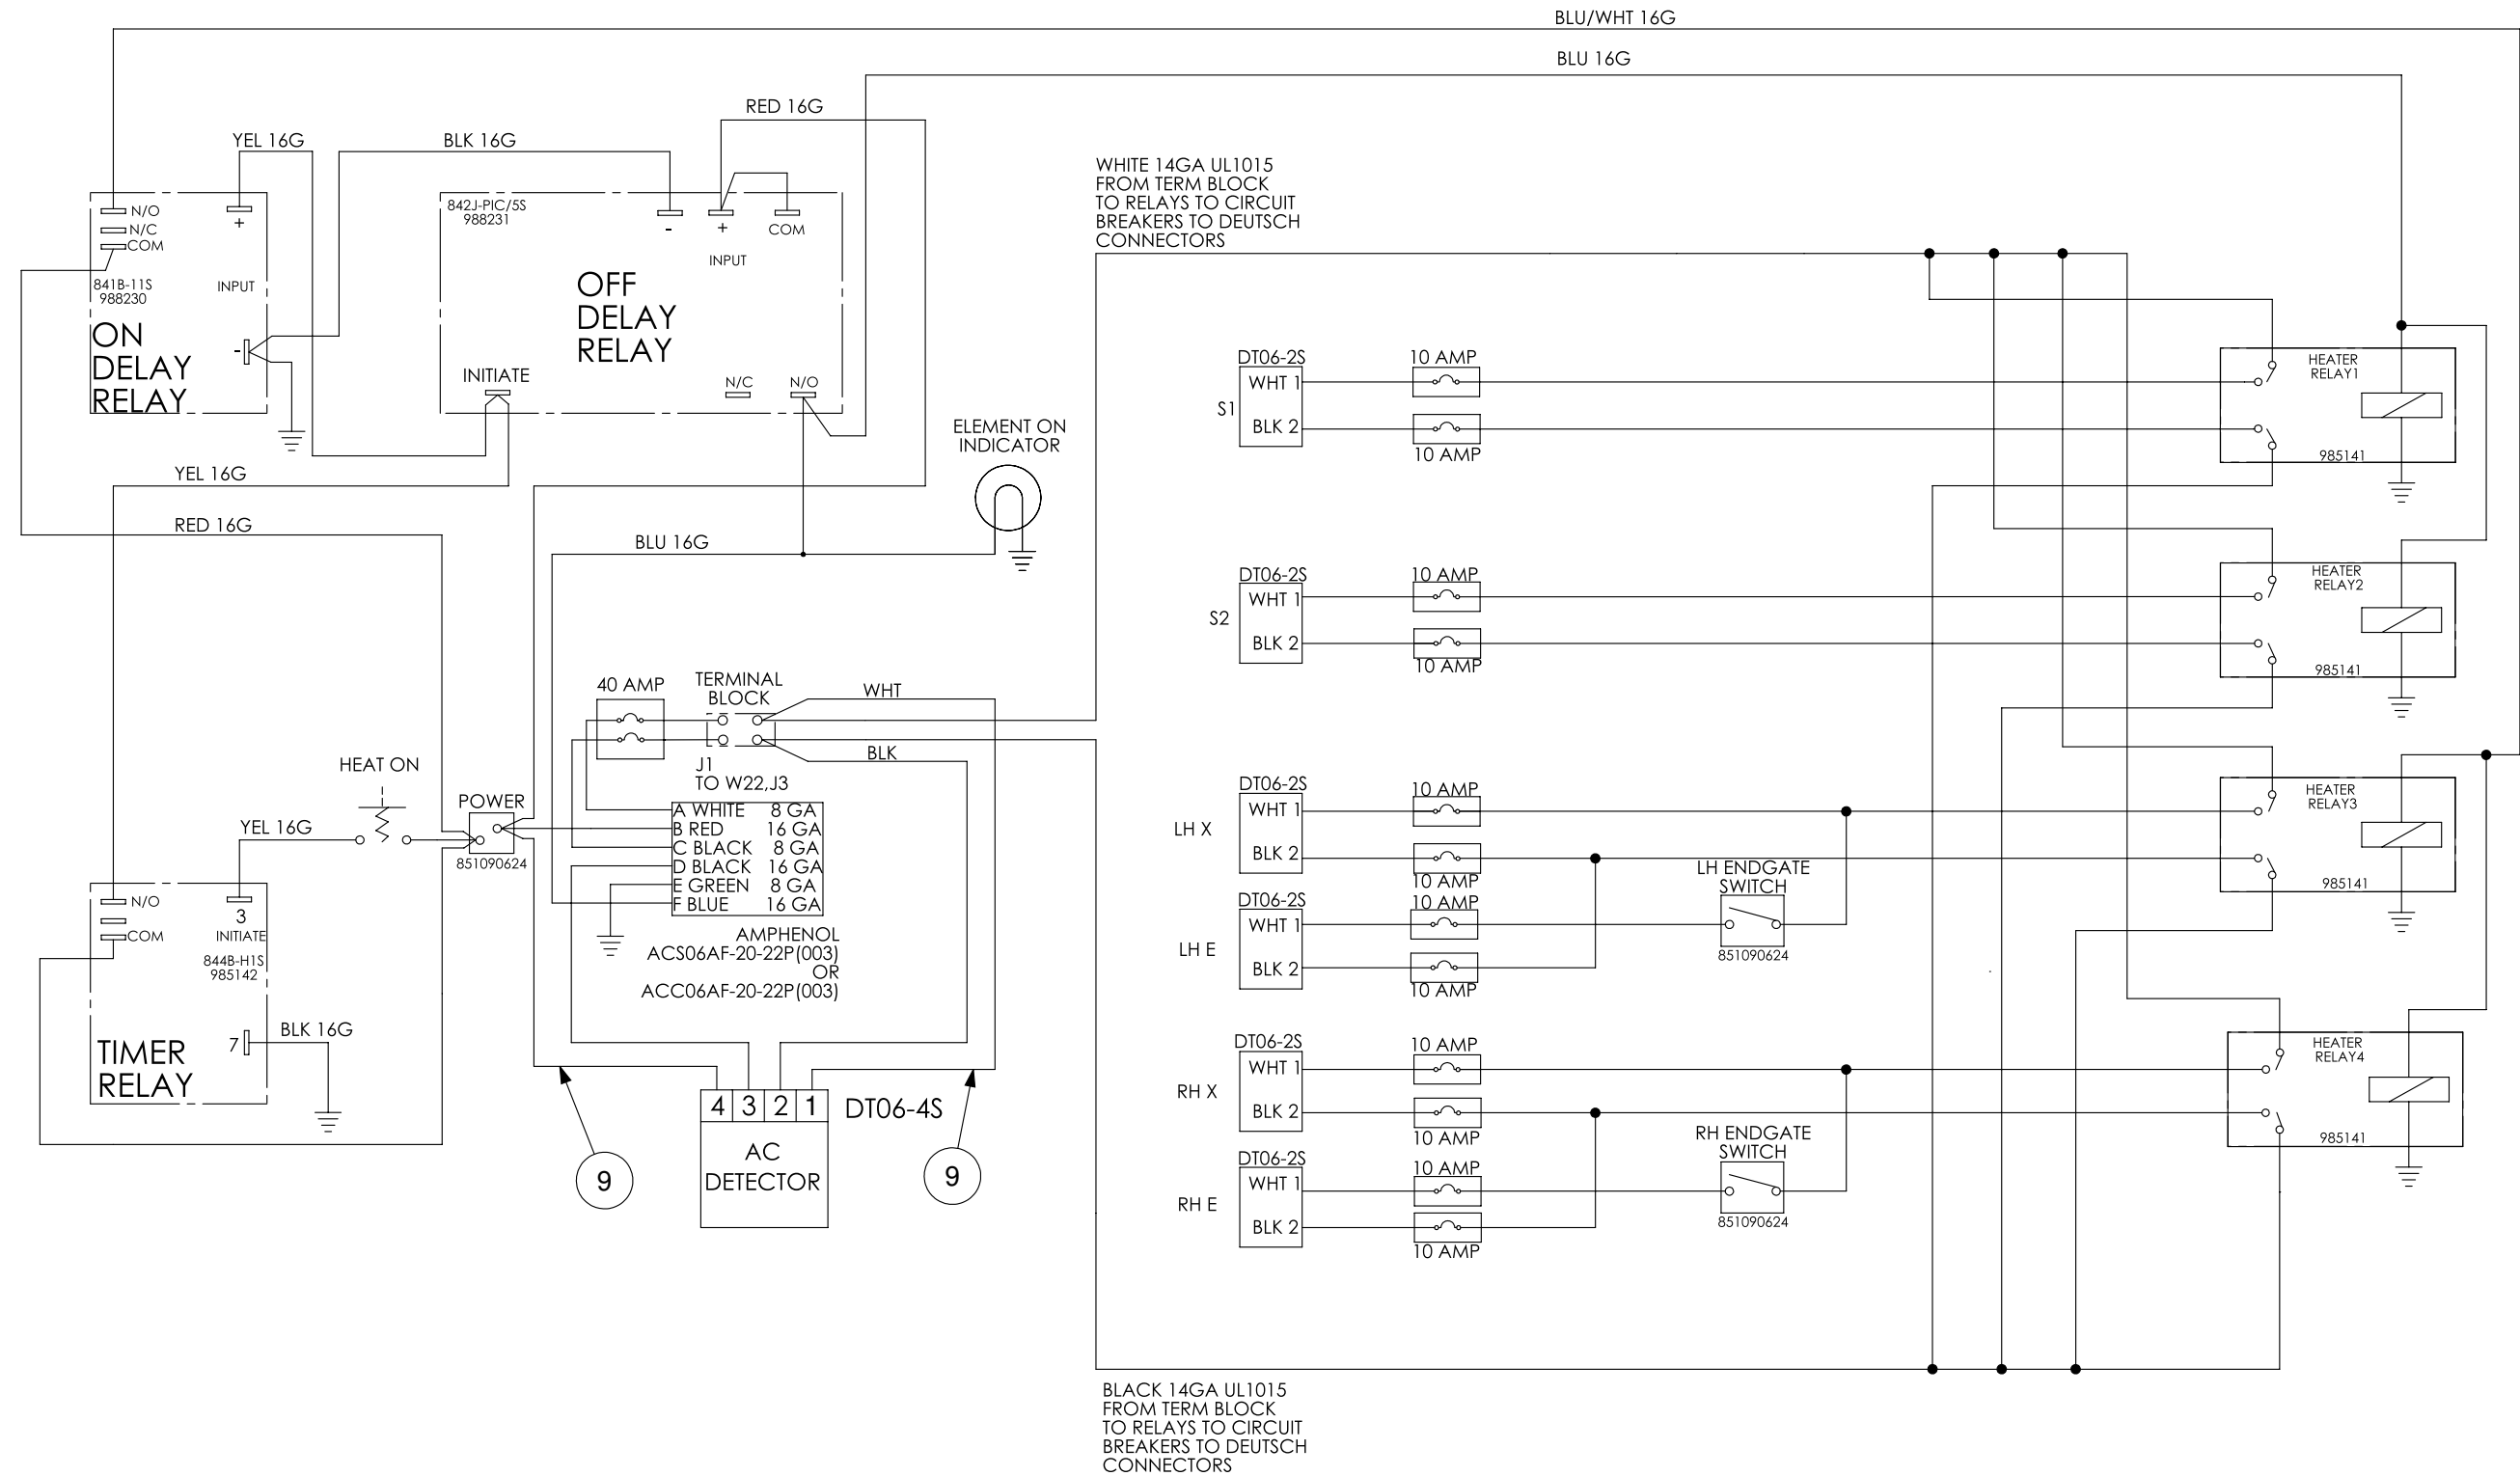 BLU/WHT 16G
BLU 16G
RED 16G
YEL 16G
BLK 16G
WHITE 14GA UL1015
FROM TERM BLOCK
TO RELAYS TO CIRCUIT
BREAKERS TO DEUTSCH
CONNECTORS
N/O
N/C
COM
+
841B-11S
988230
INPUT
ON
DELAY
RELAY
-
842J-PIC/5S
988231
-
+
COM
INPUT
OFF
DELAY
RELAY
INITIATE
N/C
N/O
YEL 16G
RED 16G
BLU 16G
ELEMENT ON
INDICATOR
DT06-2S
S1
WHT 1
BLK 2
10 AMP
10 AMP
HEATER
RELAY1
985141
DT06-2S
S2
WHT 1
BLK 2
10 AMP
10 AMP
HEATER
RELAY2
985141
40 AMP
TERMINAL
BLOCK
WHT
BLK
J1
TO W22,J3
A WHITE 8 GA
B RED 16 GA
C BLACK 8 GA
D BLACK 16 GA
E GREEN 8 GA
F BLUE 16 GA
AMPHENOL
ACS06AF-20-22P(003)
OR
ACC06AF-20-22P(003)
HEAT ON
POWER
851090624
YEL 16G
N/O
COM
3
INITIATE
844B-H1S
985142
7
BLK 16G
TIMER
RELAY
DT06-2S
LH X
WHT 1
BLK 2
10 AMP
10 AMP
HEATER
RELAY3
985141
LH ENDGATE
SWITCH
851090624
DT06-2S
LH E
WHT 1
BLK 2
10 AMP
10 AMP
DT06-2S
RH X
WHT 1
BLK 2
10 AMP
10 AMP
HEATER
RELAY4
985141
RH ENDGATE
SWITCH
851090624
DT06-2S
RH E
WHT 1
BLK 2
10 AMP
10 AMP
4 3 2 1
DT06-4S
AC
DETECTOR
9
9
BLACK 14GA UL1015
FROM TERM BLOCK
TO RELAYS TO CIRCUIT
BREAKERS TO DEUTSCH
CONNECTORS